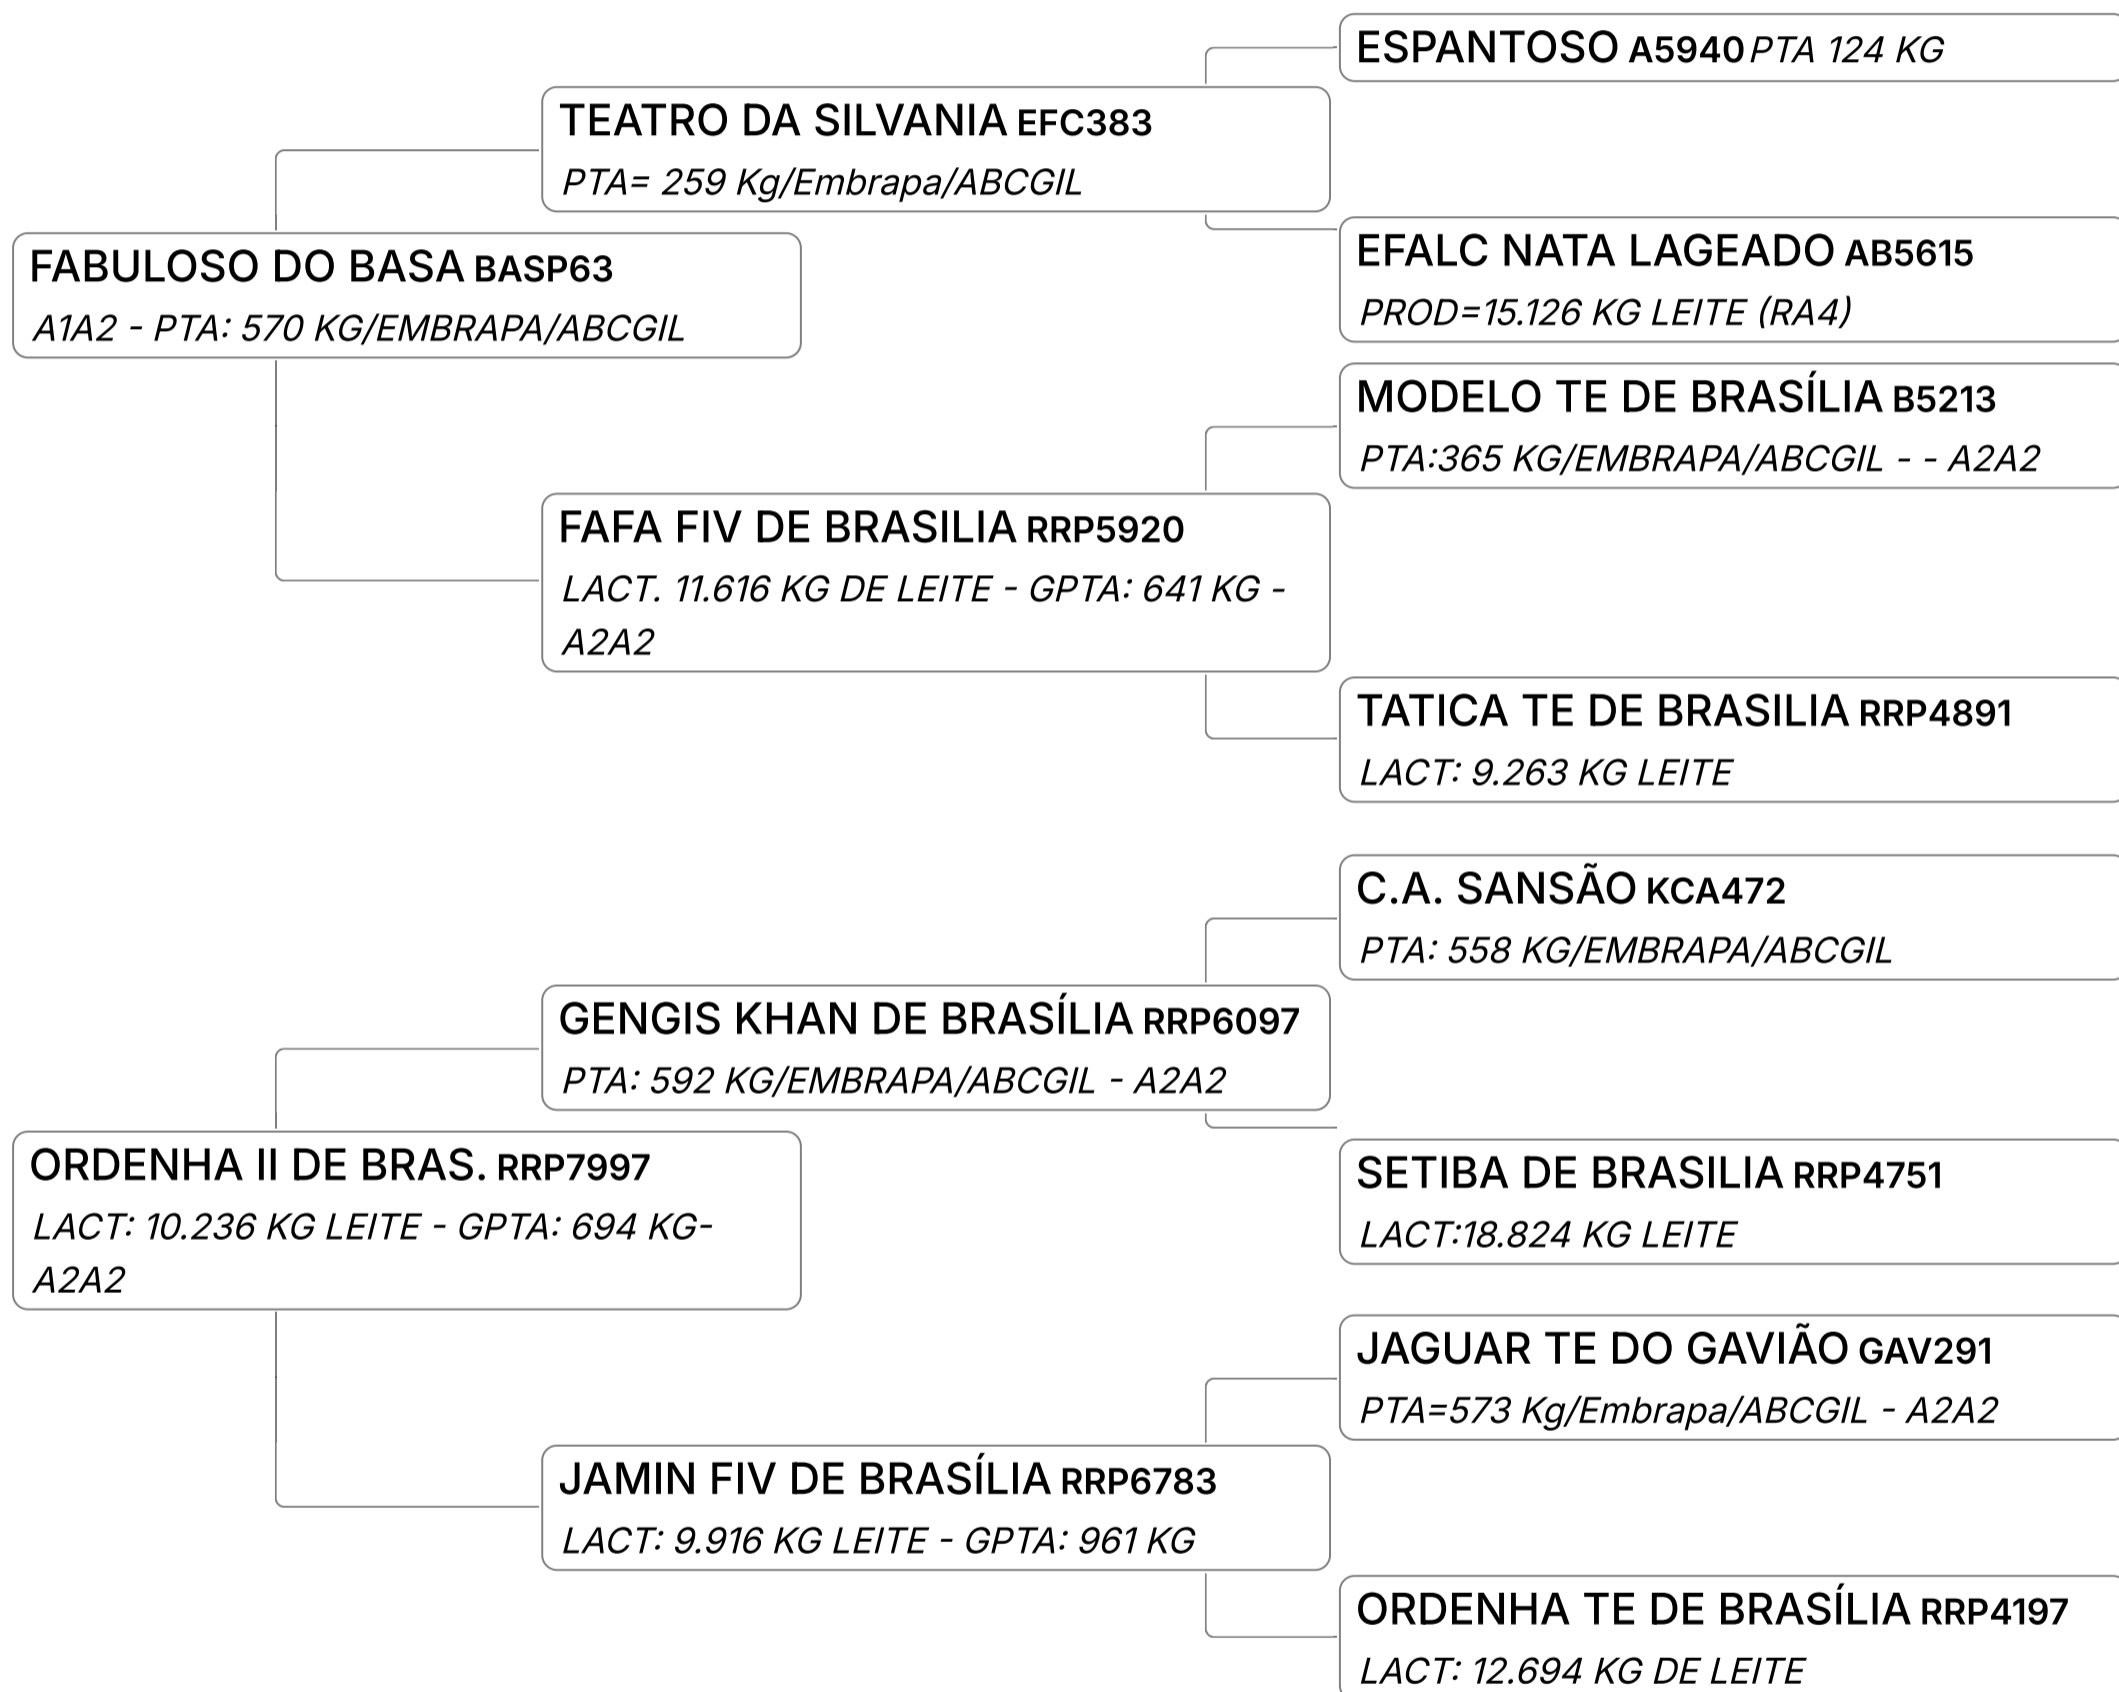 ESPANTOSO A5940 PTA 124 KG
TEATRO DA SILVANIA EFC383
PTA= 259 Kg/Embrapa/ABCGIL
EFALC NATA LAGEADO AB5615
PROD=15.126 KG LEITE (RA4)
FABULOSO DO BASA BASP63
A1A2 - PTA: 570 KG/EMBRAPA/ABCGIL
MODELO TE DE BRASÍLIA B5213
PTA:365 KG/EMBRAPA/ABCGIL - - A2A2
FAFA FIV DE BRASILIA RRP5920
LACT. 11.616 KG DE LEITE - GPTA: 641 KG -
A2A2
TATICA TE DE BRASILIA RRP4891
LACT: 9.263 KG LEITE
C.A. SANSÃO KCA472
PTA: 558 KG/EMBRAPA/ABCGIL
GENGIS KHAN DE BRASÍLIA RRP6097
PTA: 592 KG/EMBRAPA/ABCGIL - A2A2
SETIBA DE BRASILIA RRP4751
LACT:18.824 KG LEITE
ORDENHA II DE BRAS. RRP7997
LACT: 10.236 KG LEITE - GPTA: 694 KG-
A2A2
JAGUAR TE DO GAVIÃO GAV291
PTA=573 Kg/Embrapa/ABCGIL - A2A2
JAMIN FIV DE BRASÍLIA RRP6783
LACT: 9.916 KG LEITE - GPTA: 961 KG
ORDENHA TE DE BRASÍLIA RRP4197
LACT: 12.694 KG DE LEITE